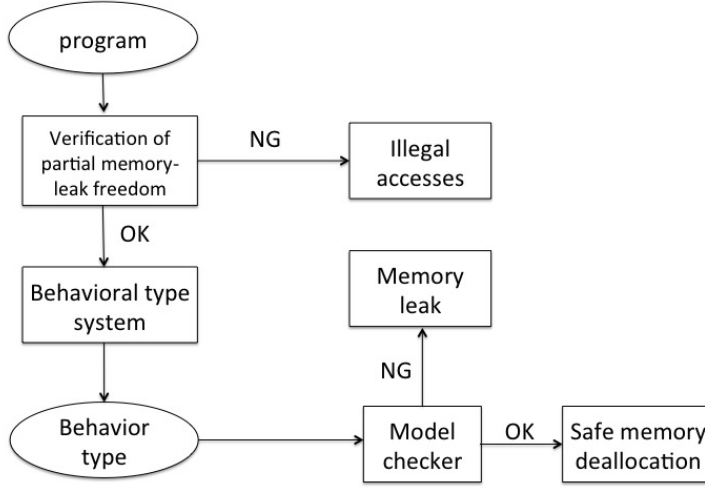 program
Verification of
partial memory-
leak freedom
NG
Illegal
accesses
OK
Behavioral type
system
Memory
leak
NG
Behavior
type
Model
checker
OK
Safe memory
deallocation